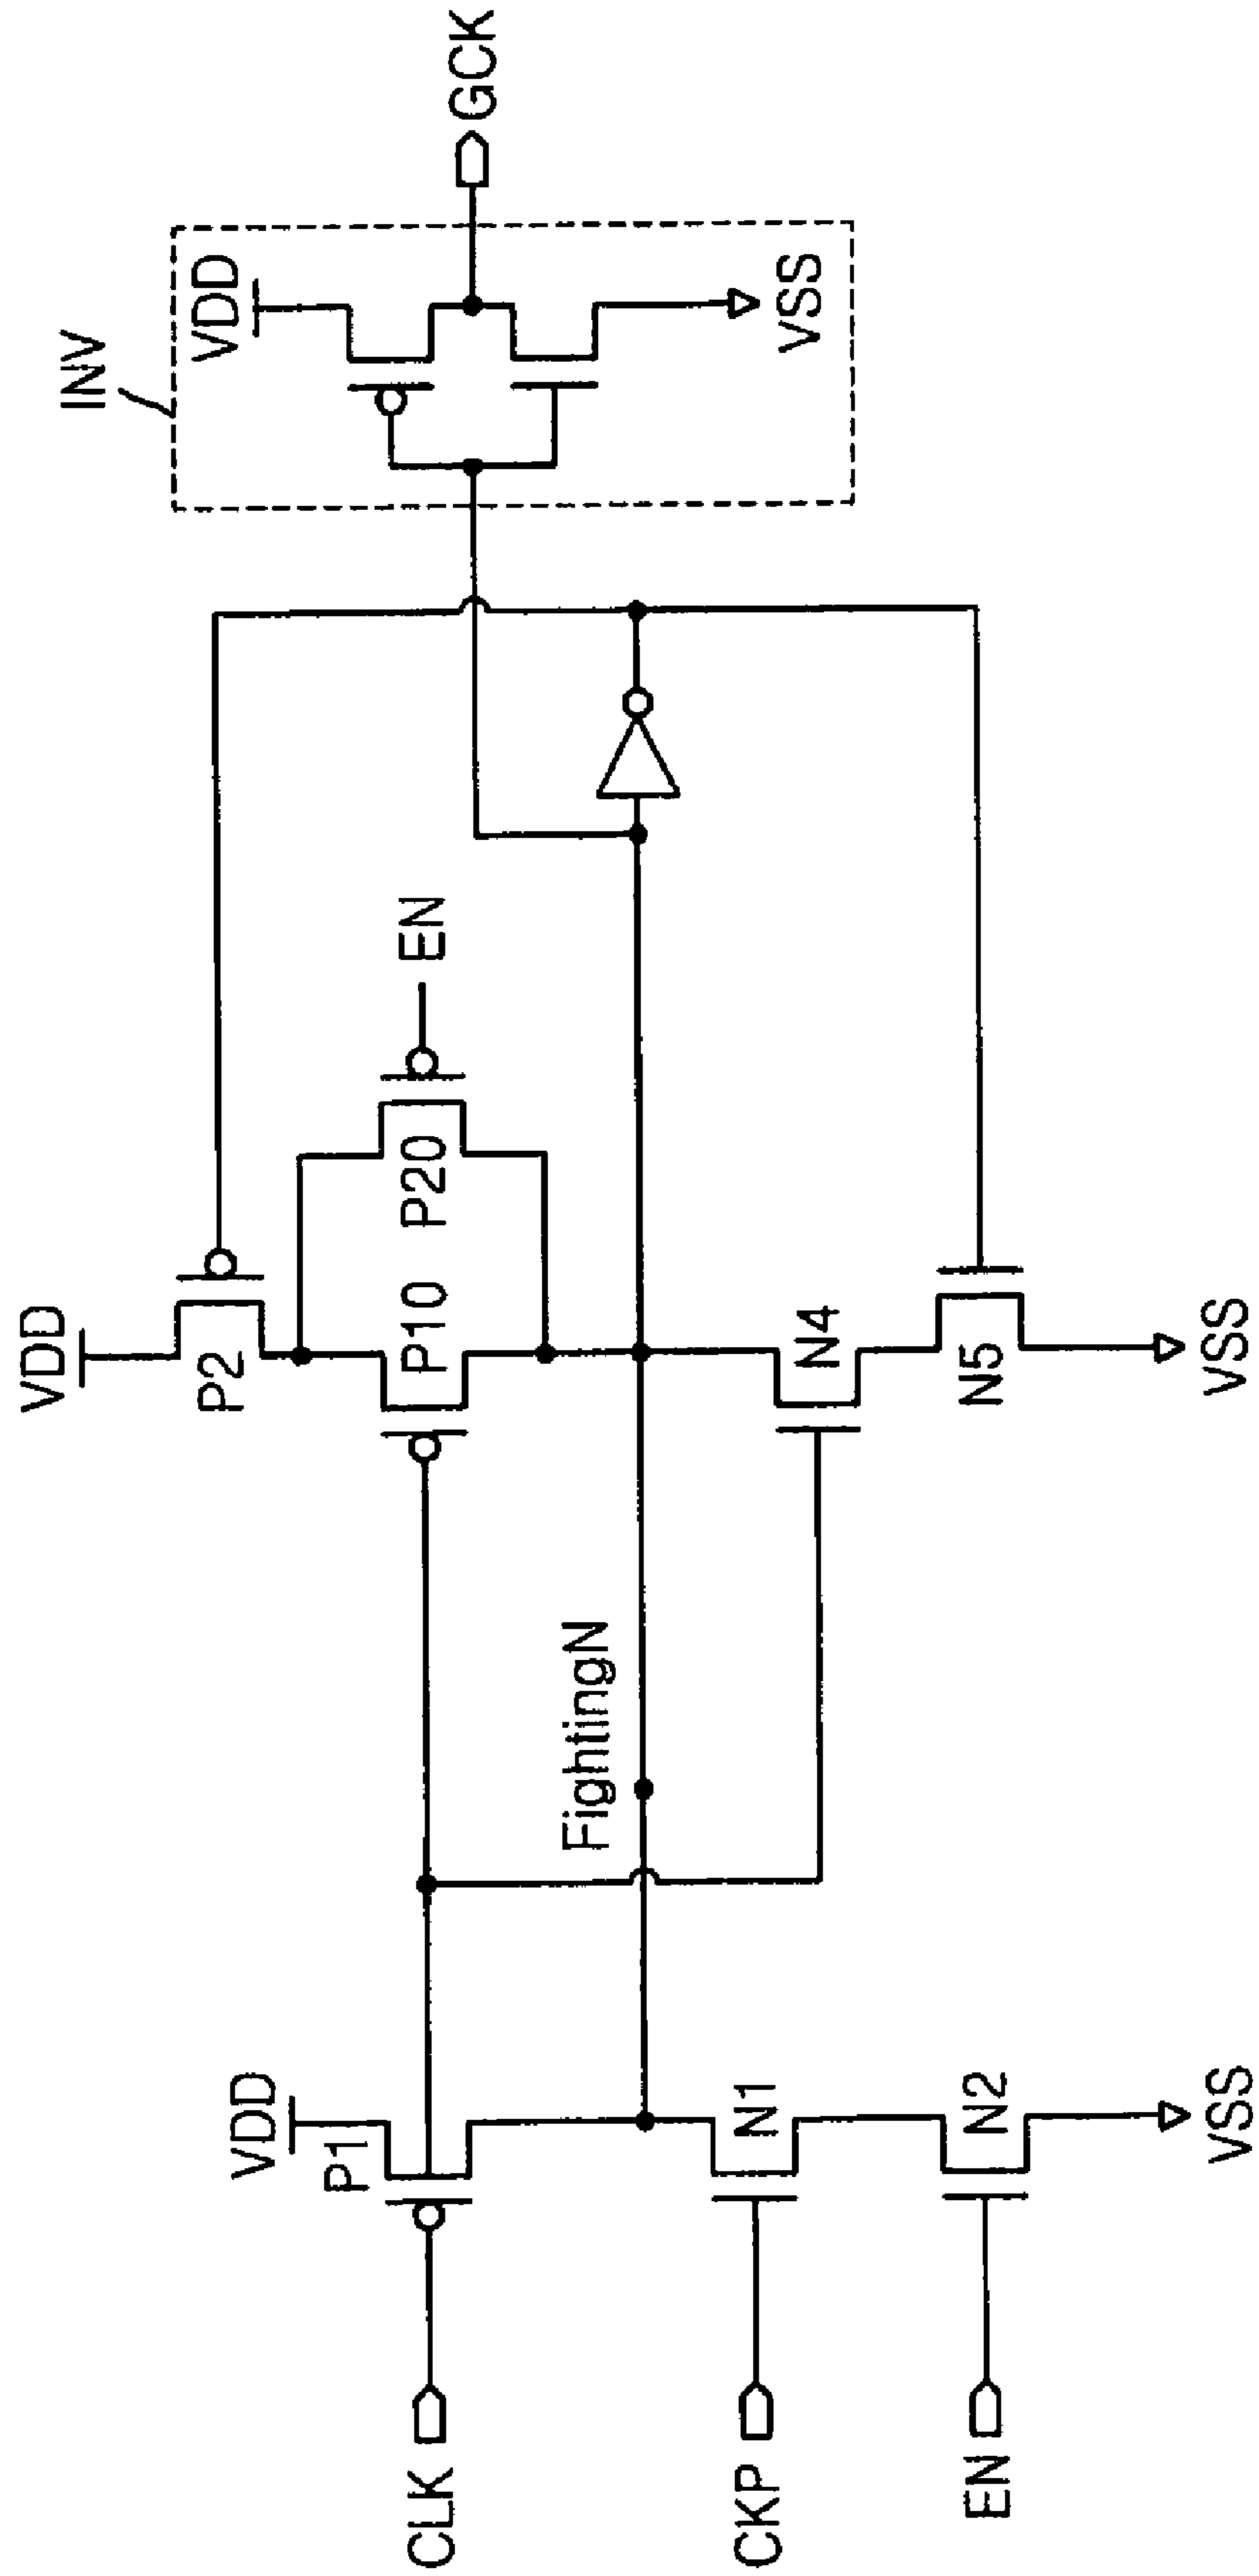 INV
VDD
VDD
GCK
P2
VDD
EN
P1
P10
P20
CLK
FightingN
VSS
N1
N4
CKP
N2
N5
EN
VSS
VSS